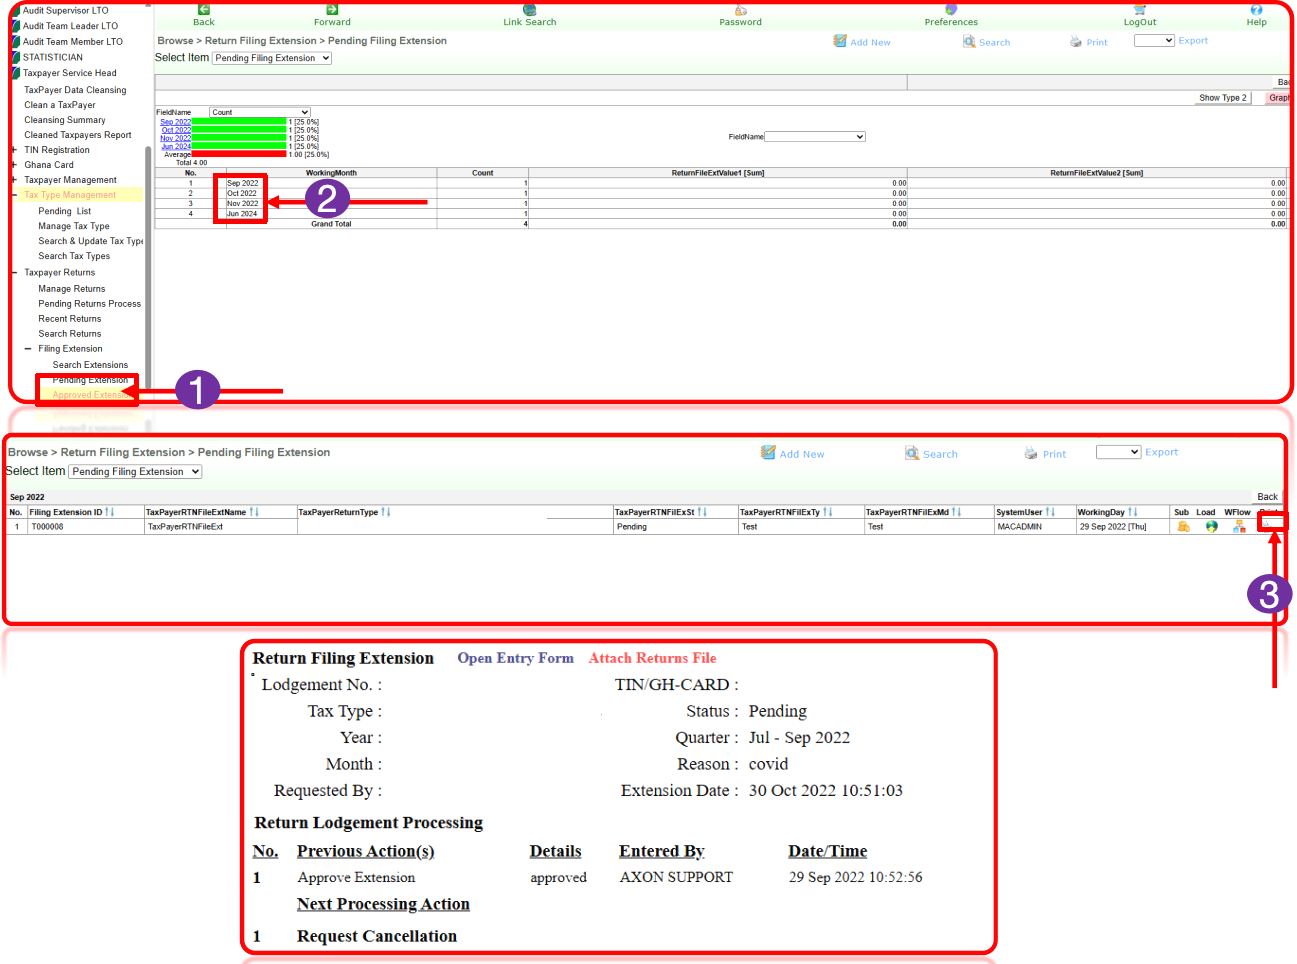 Audit Supervisor LTO
Audit Team Leader LTO
Audit Team Member LTO
STATISTICIAN
Taxpayer Service Head
TaxPayer Data Cleansing
Clean a TaxPayer
Cleansing Summary
Cleaned Taxpayers Report
TIN Registration
Ghana Card
Taxpayer Management
Tax Type Management
Pending List
Manage Tax Type
Search & Update Tax Type
Search Tax Types
Taxpayer Returns
Manage Returns
Pending Returns Process
Recent Returns
Search Returns
Filing Extension
Search Extensions
Pending Extension
Approved Extensi
1
Back Forward Link Search Password Preferences LogOut Help
Browse > Return Filing Extension > Pending Filing Extension Add New Search Print Export
Select Item Pending Filing Extension
Bac
Show Type 2 Graph
FieldName Count
Sep 2022 1 [25.0%]
Oct 2022 1 [25.0%]
Nov 2022 1 [25.0%]
Jun 2024 1 [25.0%]
Average 1.00 [25.0%]
Total 4.00
FieldName
No. WorkingMonth Count ReturnFileExtValue1 [Sum] ReturnFileExtValue2 [Sum]
1 Sep 2022 1 0.00 0.00
2 Oct 2022 1 0.00 0.00
3 Nov 2022 1 0.00 0.00
4 Jun 2024 1 0.00 0.00
Grand Total 4 0.00 0.00
2
Browse > Return Filing Extension > Pending Filing Extension Add New Search Print Export
Select Item Pending Filing Extension
Sep 2022 Back
No. Filing Extension ID TaxPayerRTNFileExtName TaxPayerReturnType TaxPayerRTNFilExSt TaxPayerRTNFilExTy TaxPayerRTNFilExMd SystemUser WorkingDay Sub Load WFlow Print
1 T000008 TaxPayerRTNFileExt Pending Test Test MACADMIN 29 Sep 2022 [Thu]
3
Return Filing Extension Open Entry Form Attach Returns File
Lodgement No. : TIN/GH-CARD :
Tax Type : Status : Pending
Year : Quarter : Jul - Sep 2022
Month : Reason : covid
Requested By : Extension Date : 30 Oct 2022 10:51:03
Return Lodgement Processing
No. Previous Action(s) Details Entered By Date/Time
1 Approve Extension approved AXON SUPPORT 29 Sep 2022 10:52:56
Next Processing Action
1 Request Cancellation